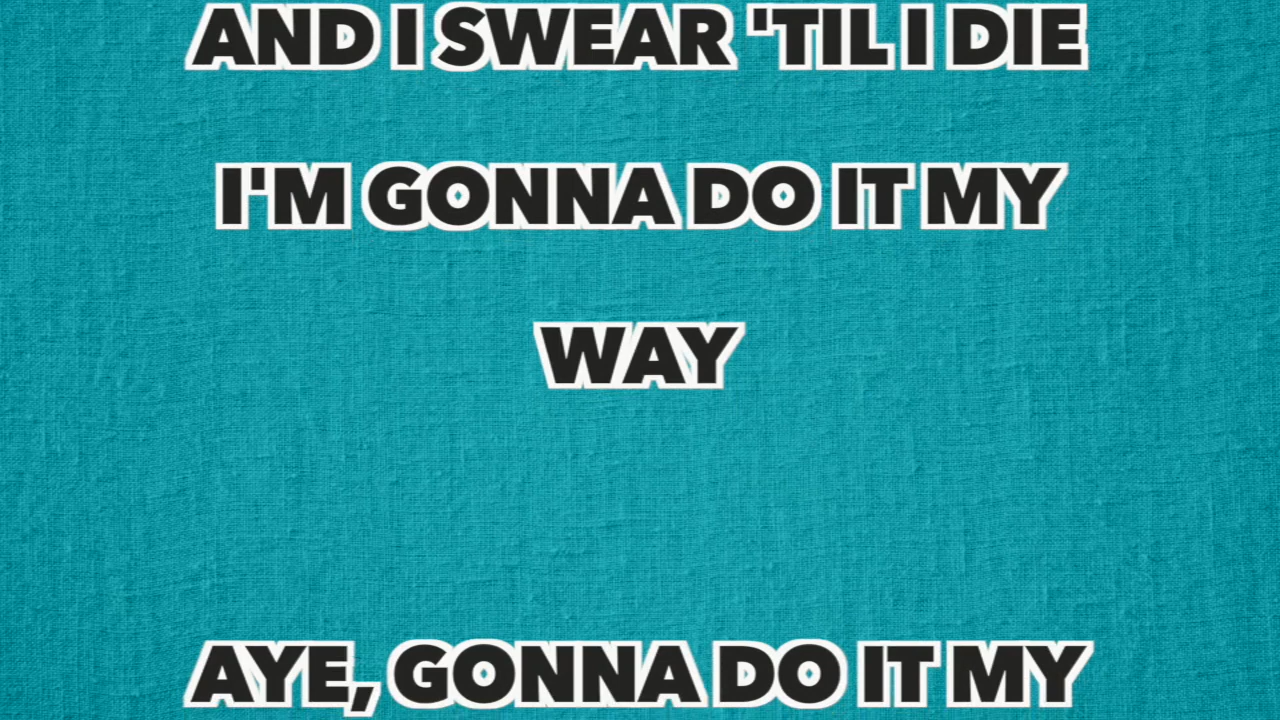 AND I SWEAR 'TIL I DIE
I'M GONNA DO IT MY
WAY
AYE, GONNA DO IT MY